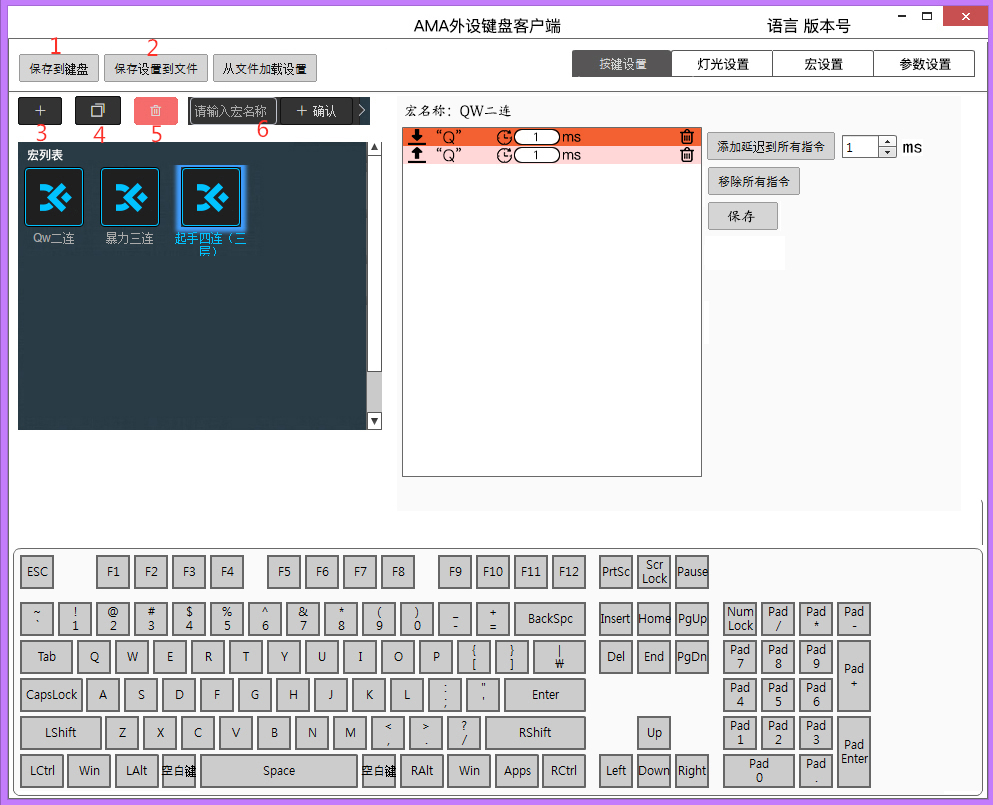 AMA外设键盘客户端
语言 版本号
1
2
保存到键盘
保存设置到文件
从文件加载设置
按键设置
灯光设置
宏设置
参数设置
+
请输入宏名称
+ 确认
3
4
5
6
宏列表
Qw二连
暴力三连
起手四连（三
层）
宏名称：QW二连
“Q” 1 ms
“Q” 1 ms
添加延迟到所有指令
1 ms
移除所有指令
保存
ESC F1 F2 F3 F4 F5 F6 F7 F8 F9 F10 F11 F12 PrtSc Scr Lock Pause
~ ` ! 1 @ 2 # 3 $ 4 % 5 ^ 6 & 7 * 8 ( 9 ) 0 _ - + = BackSpc Insert Home PgUp Num Lock Pad / Pad * Pad -
Tab Q W E R T Y U I O P { [ } ] | ₩ Del End PgDn Pad 7 Pad 8 Pad 9 Pad +
CapsLock A S D F G H J K L : ; " ' Enter Pad 4 Pad 5 Pad 6
LShift Z X C V B N M < , > . ? / RShift Up Pad 1 Pad 2 Pad 3 Pad Enter
LCtrl Win LAlt 空白键 Space 空白键 RAlt Win Apps RCtrl Left Down Right Pad 0 Pad .